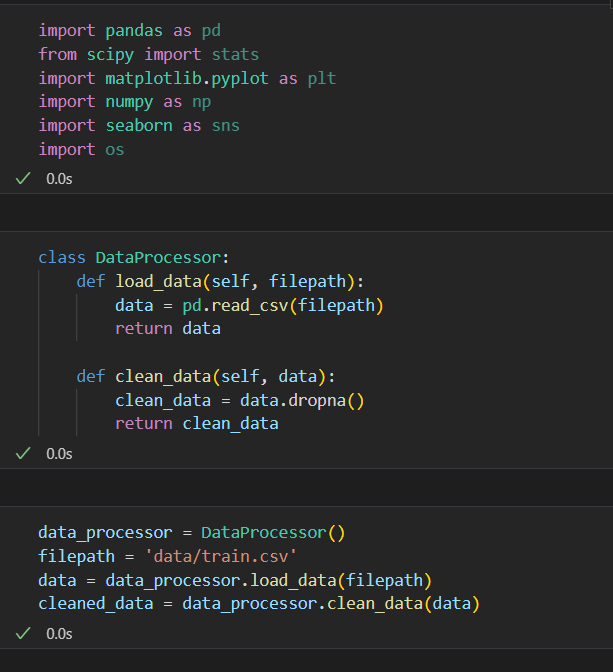 import pandas as pd
from scipy import stats
import matplotlib.pyplot as plt
import numpy as np
import seaborn as sns
import os
0.0s
class DataProcessor:
    def load_data(self, filepath):
        data = pd.read_csv(filepath)
        return data
    def clean_data(self, data):
        clean_data = data.dropna()
        return clean_data
0.0s
data_processor = DataProcessor()
filepath = 'data/train.csv'
data = data_processor.load_data(filepath)
cleaned_data = data_processor.clean_data(data)
0.0s